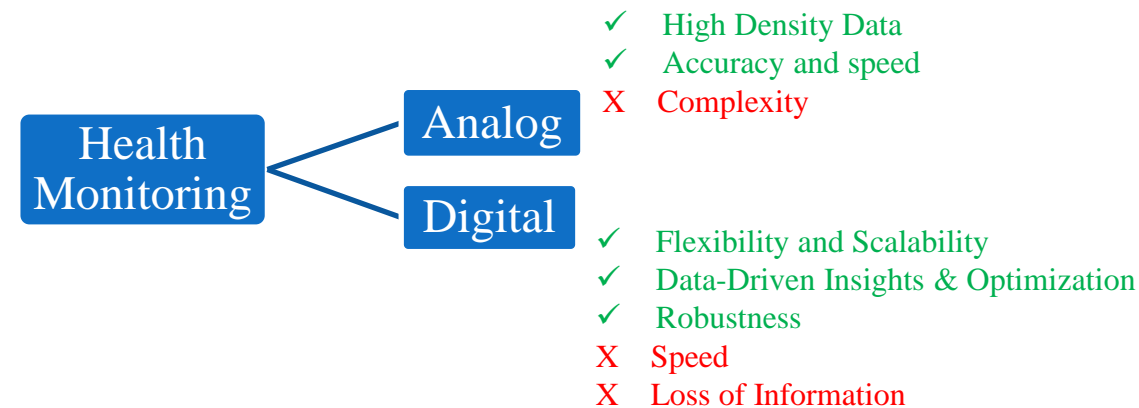 ✓ High Density Data
✓ Accuracy and speed
X Complexity
Health
Monitoring
Analog
Digital
✓ Flexibility and Scalability
✓ Data-Driven Insights & Optimization
✓ Robustness
X Speed
X Loss of Information